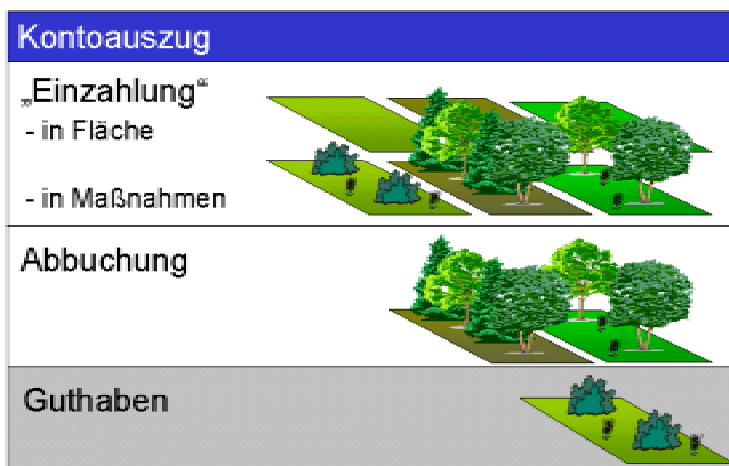 Kontoauszug
„Einzahlung“
- in Fläche
- in Maßnahmen
Abbuchung
Guthaben